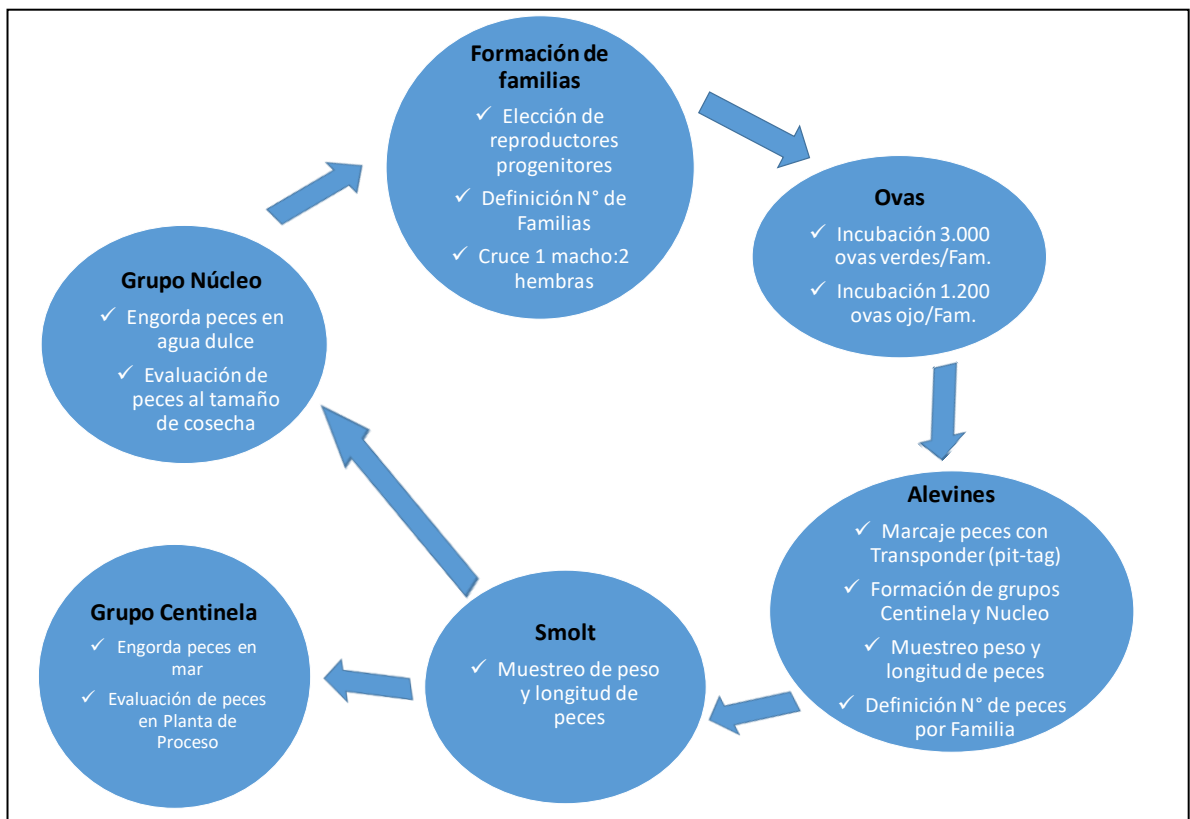 Formación de
familias
✓ Elección de
reproductores
progenitores
✓ Definición N° de
Familias
✓ Cruce 1 macho:2
hembras
Ovas
✓ Incubación 3.000
ovas verdes/Fam.
✓ Incubación 1.200
ovas ojo/Fam.
Alevines
✓ Marcaje peces con
Transponder (pit-tag)
✓ Formación de grupos
Centinela y Nucleo
✓ Muestreo peso y
longitud de peces
✓ Definición N° de peces
por Familia
Smolt
✓ Muestreo de peso
y longitud de
peces
Grupo Centinela
✓ Engorda peces en
mar
✓ Evaluación de peces
en Planta de
Proceso
Grupo Núcleo
✓ Engorda peces en
agua dulce
✓ Evaluación de
peces al tamaño
de cosecha